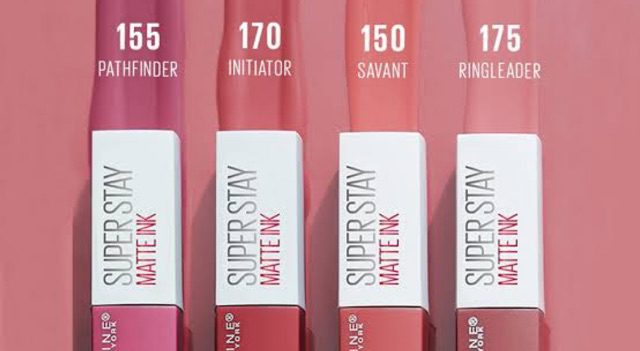 155
PATHFINDER
170
INITIATOR
150
SAVANT
175
RINGLEADER
SUPER STAY
MATTE INK
SUPER STAY
MATTE INK
SUPER STAY
MATTE INK
SUPER STAY
MATTE INK